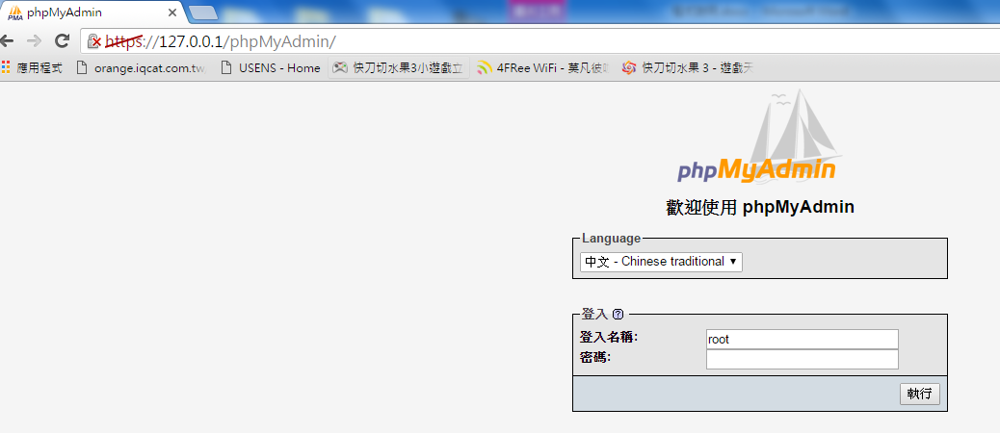 phpMyAdmin
https://127.0.0.1/phpMyAdmin/
應用程式 orange.iqcat.com.tw USENS - Home 快刀切水果3小遊戲立 4FRee WiFi - 莫凡彼 快刀切水果 3 - 遊戲天
phpMyAdmin
歡迎使用 phpMyAdmin
Language
中文 - Chinese traditional
登入
登入名稱:
root
密碼:
執行